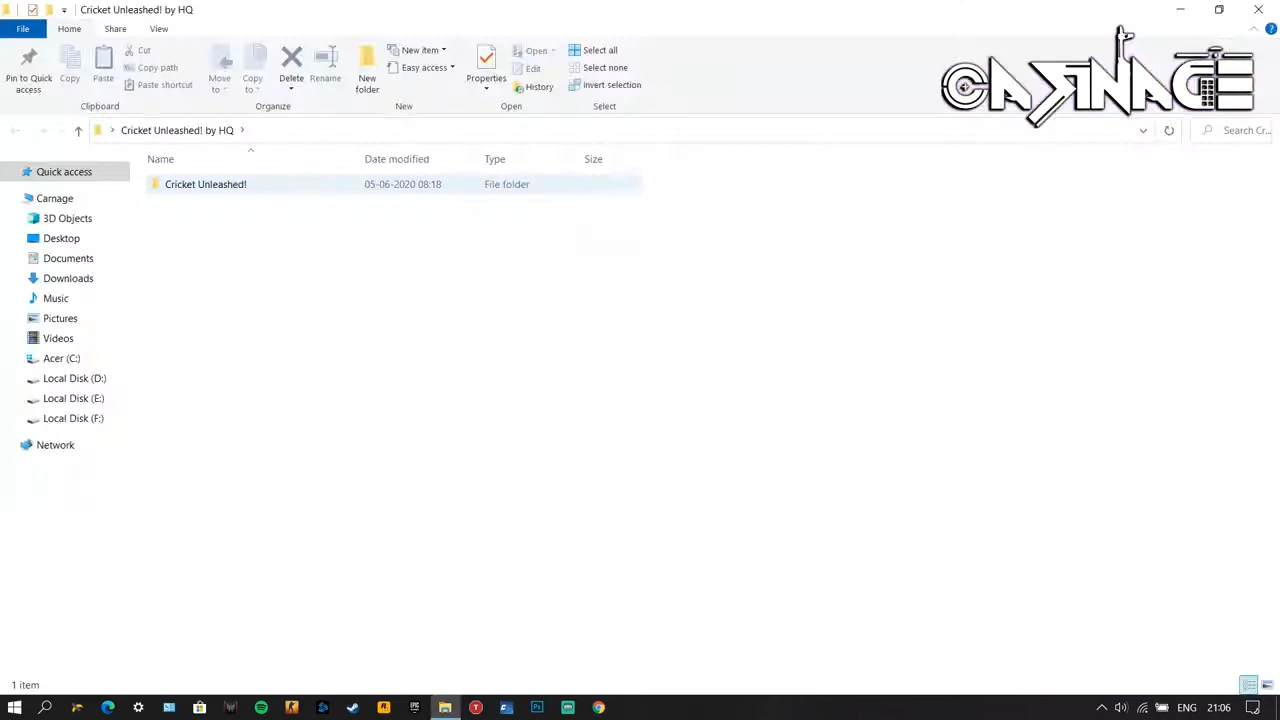 Cricket Unleashed! by HQ
File
Home
Share
View
Pin to Quick access
Copy
Paste
Cut
Copy path
Paste shortcut
Clipboard
Move to
Copy to
Delete
Rename
Organize
New folder
New item
Easy access
New
Properties
Open
Edit
History
Open
Select all
Select none
Invert selection
Select
CARNAGE
Cricket Unleashed! by HQ
Search Cr...
Name
Date modified
Type
Size
Cricket Unleashed!
05-06-2020 08:18
File folder
Quick access
Carnage
3D Objects
Desktop
Documents
Downloads
Music
Pictures
Videos
Acer (C:)
Local Disk (D:)
Local Disk (E:)
Local Disk (F:)
Network
1 item
ENG
21:06